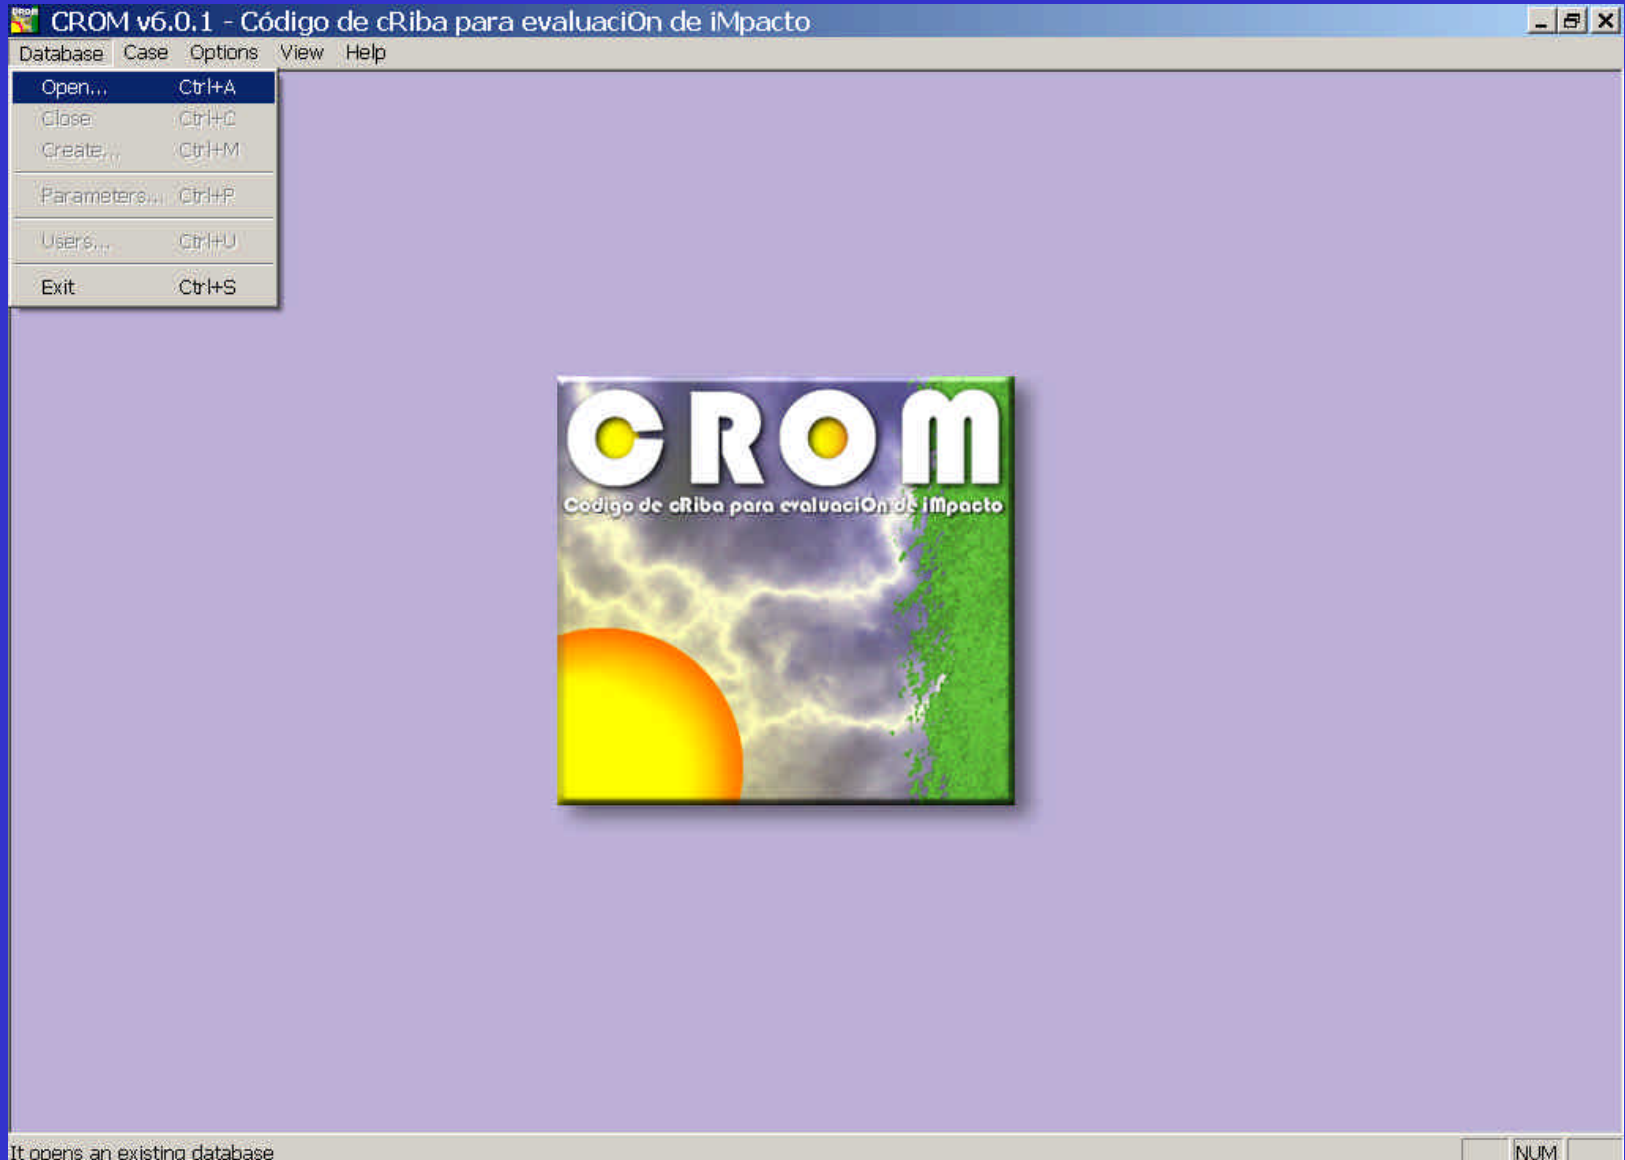 CROM v6.0.1 - Código de cRiba para evaluaciOn de iMpacto
Database Case Options View Help
Open... Ctrl+A
Close Ctrl+C
Create... Ctrl+M
Parameters... Ctrl+P
Users... Ctrl+U
Exit Ctrl+S
CROM
Codigo de cRiba para evaluaciOn de iMpacto
It opens an existing database
NUM